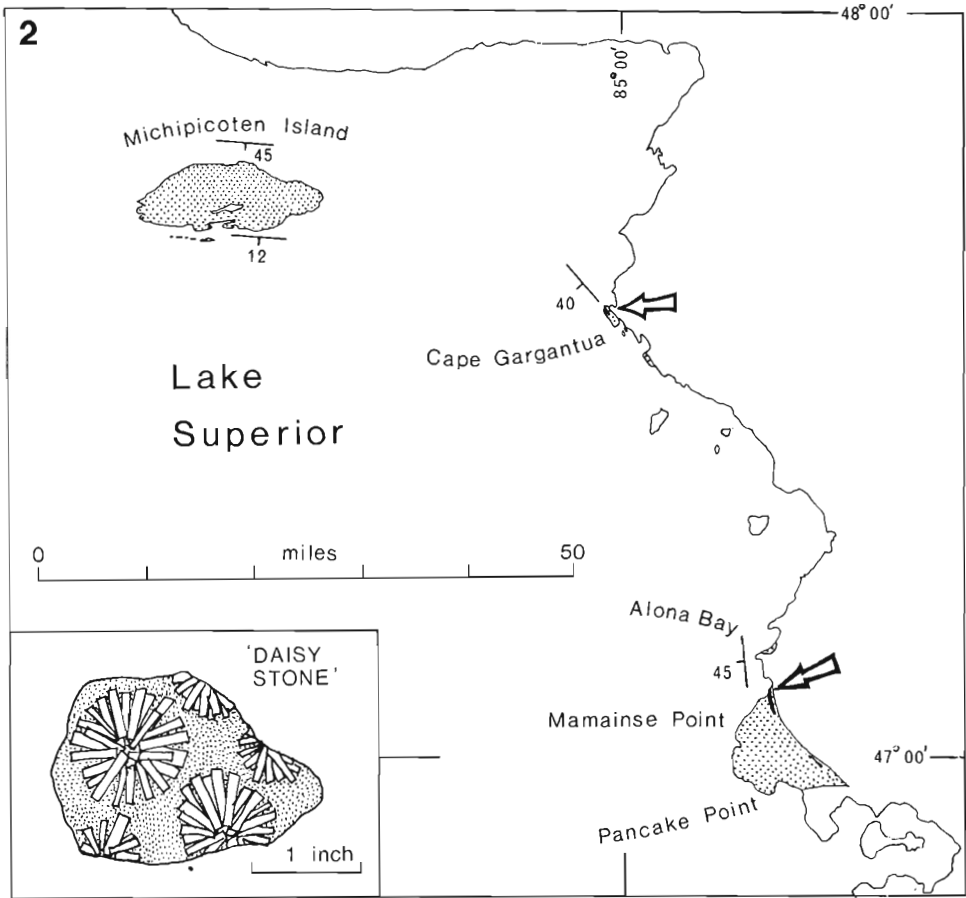 2
48°00'
85°00'
Michipicoten Island
45
12
40
Cape Gargantua
Lake
Superior
0 miles 50
Alona Bay
45
Mamainse Point
47°00'
Pancake Point
'DAISY
STONE'
1 inch